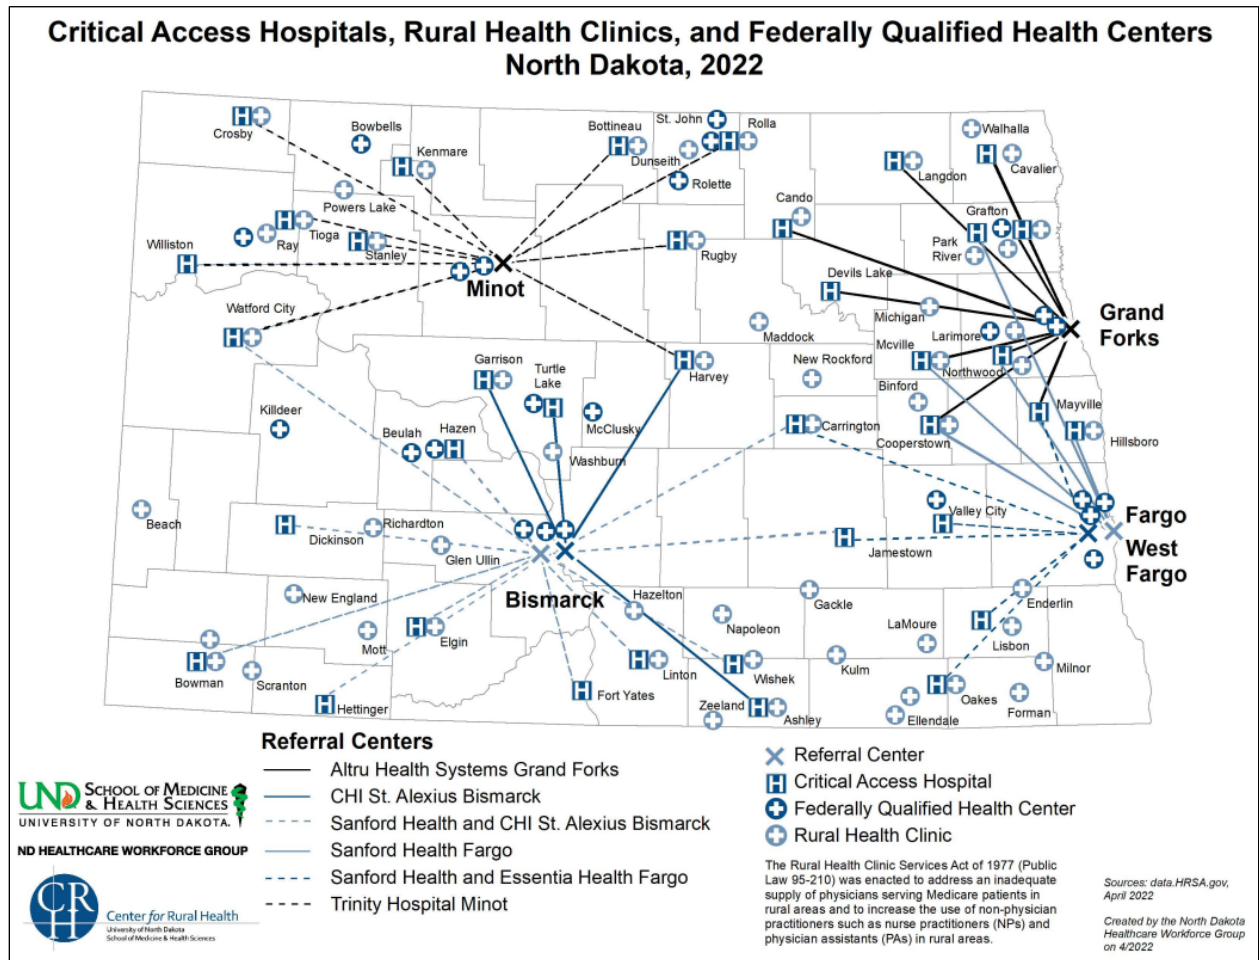 Critical Access Hospitals, Rural Health Clinics, and Federally Qualified Health Centers
North Dakota, 2022
Crosby
Bowbells
Kenmare
Bottineau
St. John
Rolla
Dunseith
Rolette
Walhalla
Cavalier
Langdon
Powers Lake
Cando
Grafton
Williston
Ray
Tioga
Stanley
Rugby
Park
River
Minot
Devils Lake
Watford City
Michigan
Larimore
Grand
Forks
Maddock
Mcville
Garrison
Turtle
Lake
Harvey
New Rockford
Northwood
Binford
Killdeer
McClusky
Mayville
Beulah
Hazen
Carrington
Cooperstown
Hillsboro
Washburn
Beach
Valley City
Fargo
Richardton
Dickinson
Jamestown
Glen Ullin
West
Fargo
Bismarck
New England
Hazelton
Gackle
Enderlin
Napoleon
LaMoure
Elgin
Mott
Lisbon
Kulm
Milnor
Bowman
Scranton
Linton
Wishek
Fort Yates
Oakes
Forman
Hettinger
Zeeland
Ashley
Ellendale
Referral Centers
Altru Health Systems Grand Forks
CHI St. Alexius Bismarck
Sanford Health and CHI St. Alexius Bismarck
Sanford Health Fargo
Sanford Health and Essentia Health Fargo
Trinity Hospital Minot
Referral Center
H Critical Access Hospital
Federally Qualified Health Center
Rural Health Clinic
UND SCHOOL OF MEDICINE
& HEALTH SCIENCES
UNIVERSITY OF NORTH DAKOTA.
ND HEALTHCARE WORKFORCE GROUP
CRH
Center for Rural Health
University of North Dakota
School of Medicine & Health Sciences
The Rural Health Clinic Services Act of 1977 (Public
Law 95-210) was enacted to address an inadequate
supply of physicians serving Medicare patients in
rural areas and to increase the use of non-physician
practitioners such as nurse practitioners (NPs) and
physician assistants (PAs) in rural areas.
Sources: data.HRSA.gov,
April 2022
Created by the North Dakota
Healthcare Workforce Group
on 4/2022